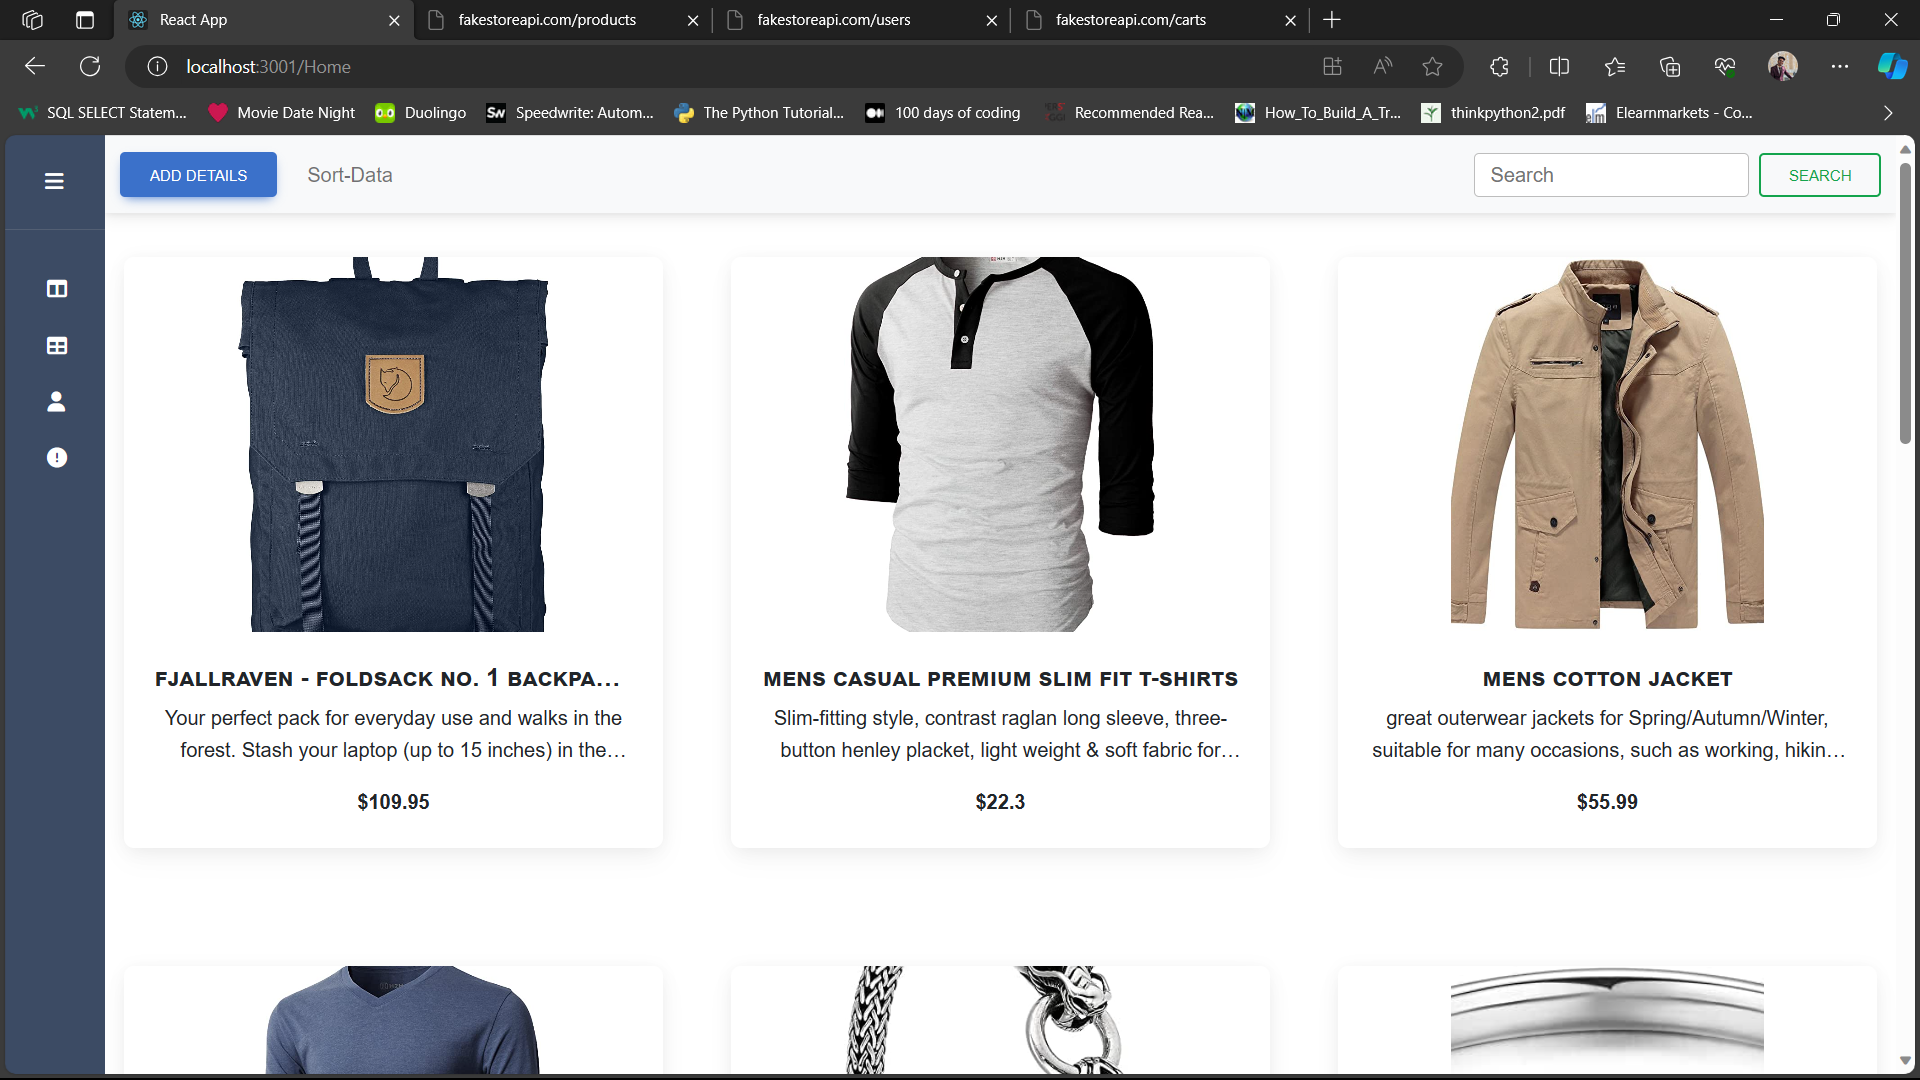 React App
fakestoreapi.com/products
fakestoreapi.com/users
fakestoreapi.com/carts
localhost:3001/Home
SQL SELECT Statem...
Movie Date Night
Duolingo
Speedwrite: Autom...
The Python Tutorial...
100 days of coding
Recommended Rea...
How_To_Build_A_Tr...
thinkpython2.pdf
Elearnmarkets - Co...
ADD DETAILS
Sort-Data
Search
SEARCH
FJALLRAVEN - FOLDSACK NO. 1 BACKPA...
Your perfect pack for everyday use and walks in the
forest. Stash your laptop (up to 15 inches) in the...
$109.95
MENS CASUAL PREMIUM SLIM FIT T-SHIRTS
Slim-fitting style, contrast raglan long sleeve, three-
button henley placket, light weight & soft fabric for...
$22.3
MENS COTTON JACKET
great outerwear jackets for Spring/Autumn/Winter,
suitable for many occasions, such as working, hikin...
$55.99